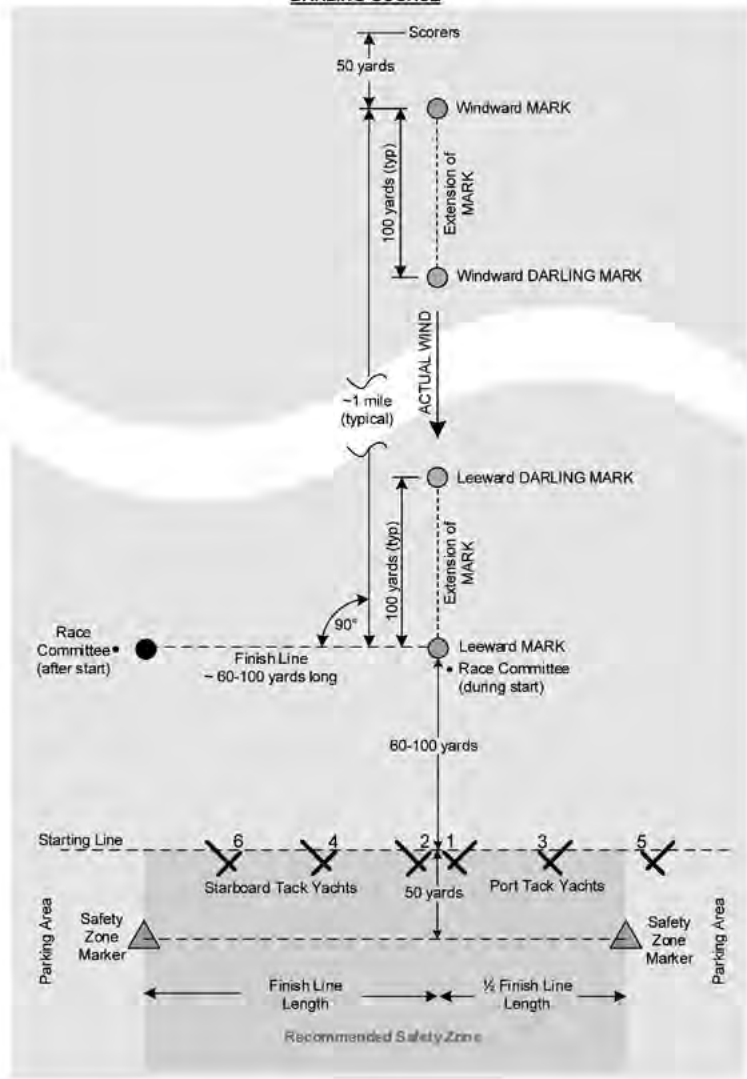 DARLING COURSE
Scorers
50 yards
Windward MARK
100 yards (typ)
Extension of
MARK
Windward DARLING MARK
ACTUAL WIND
~1 mile
(typical)
Leeward DARLING MARK
100 yards (typ)
Extension of
MARK
90°
Race
Committee
(after start)
Finish Line
~ 60-100 yards long
Leeward MARK
• Race Committee
(during start)
60-100 yards
Starting Line
6 4 2 1 3 5
Starboard Tack Yachts
Port Tack Yachts
50 yards
Parking Area
Safety
Zone
Marker
Safety
Zone
Marker
Parking Area
Finish Line
Length
½ Finish Line
Length
Recommended Safety Zone